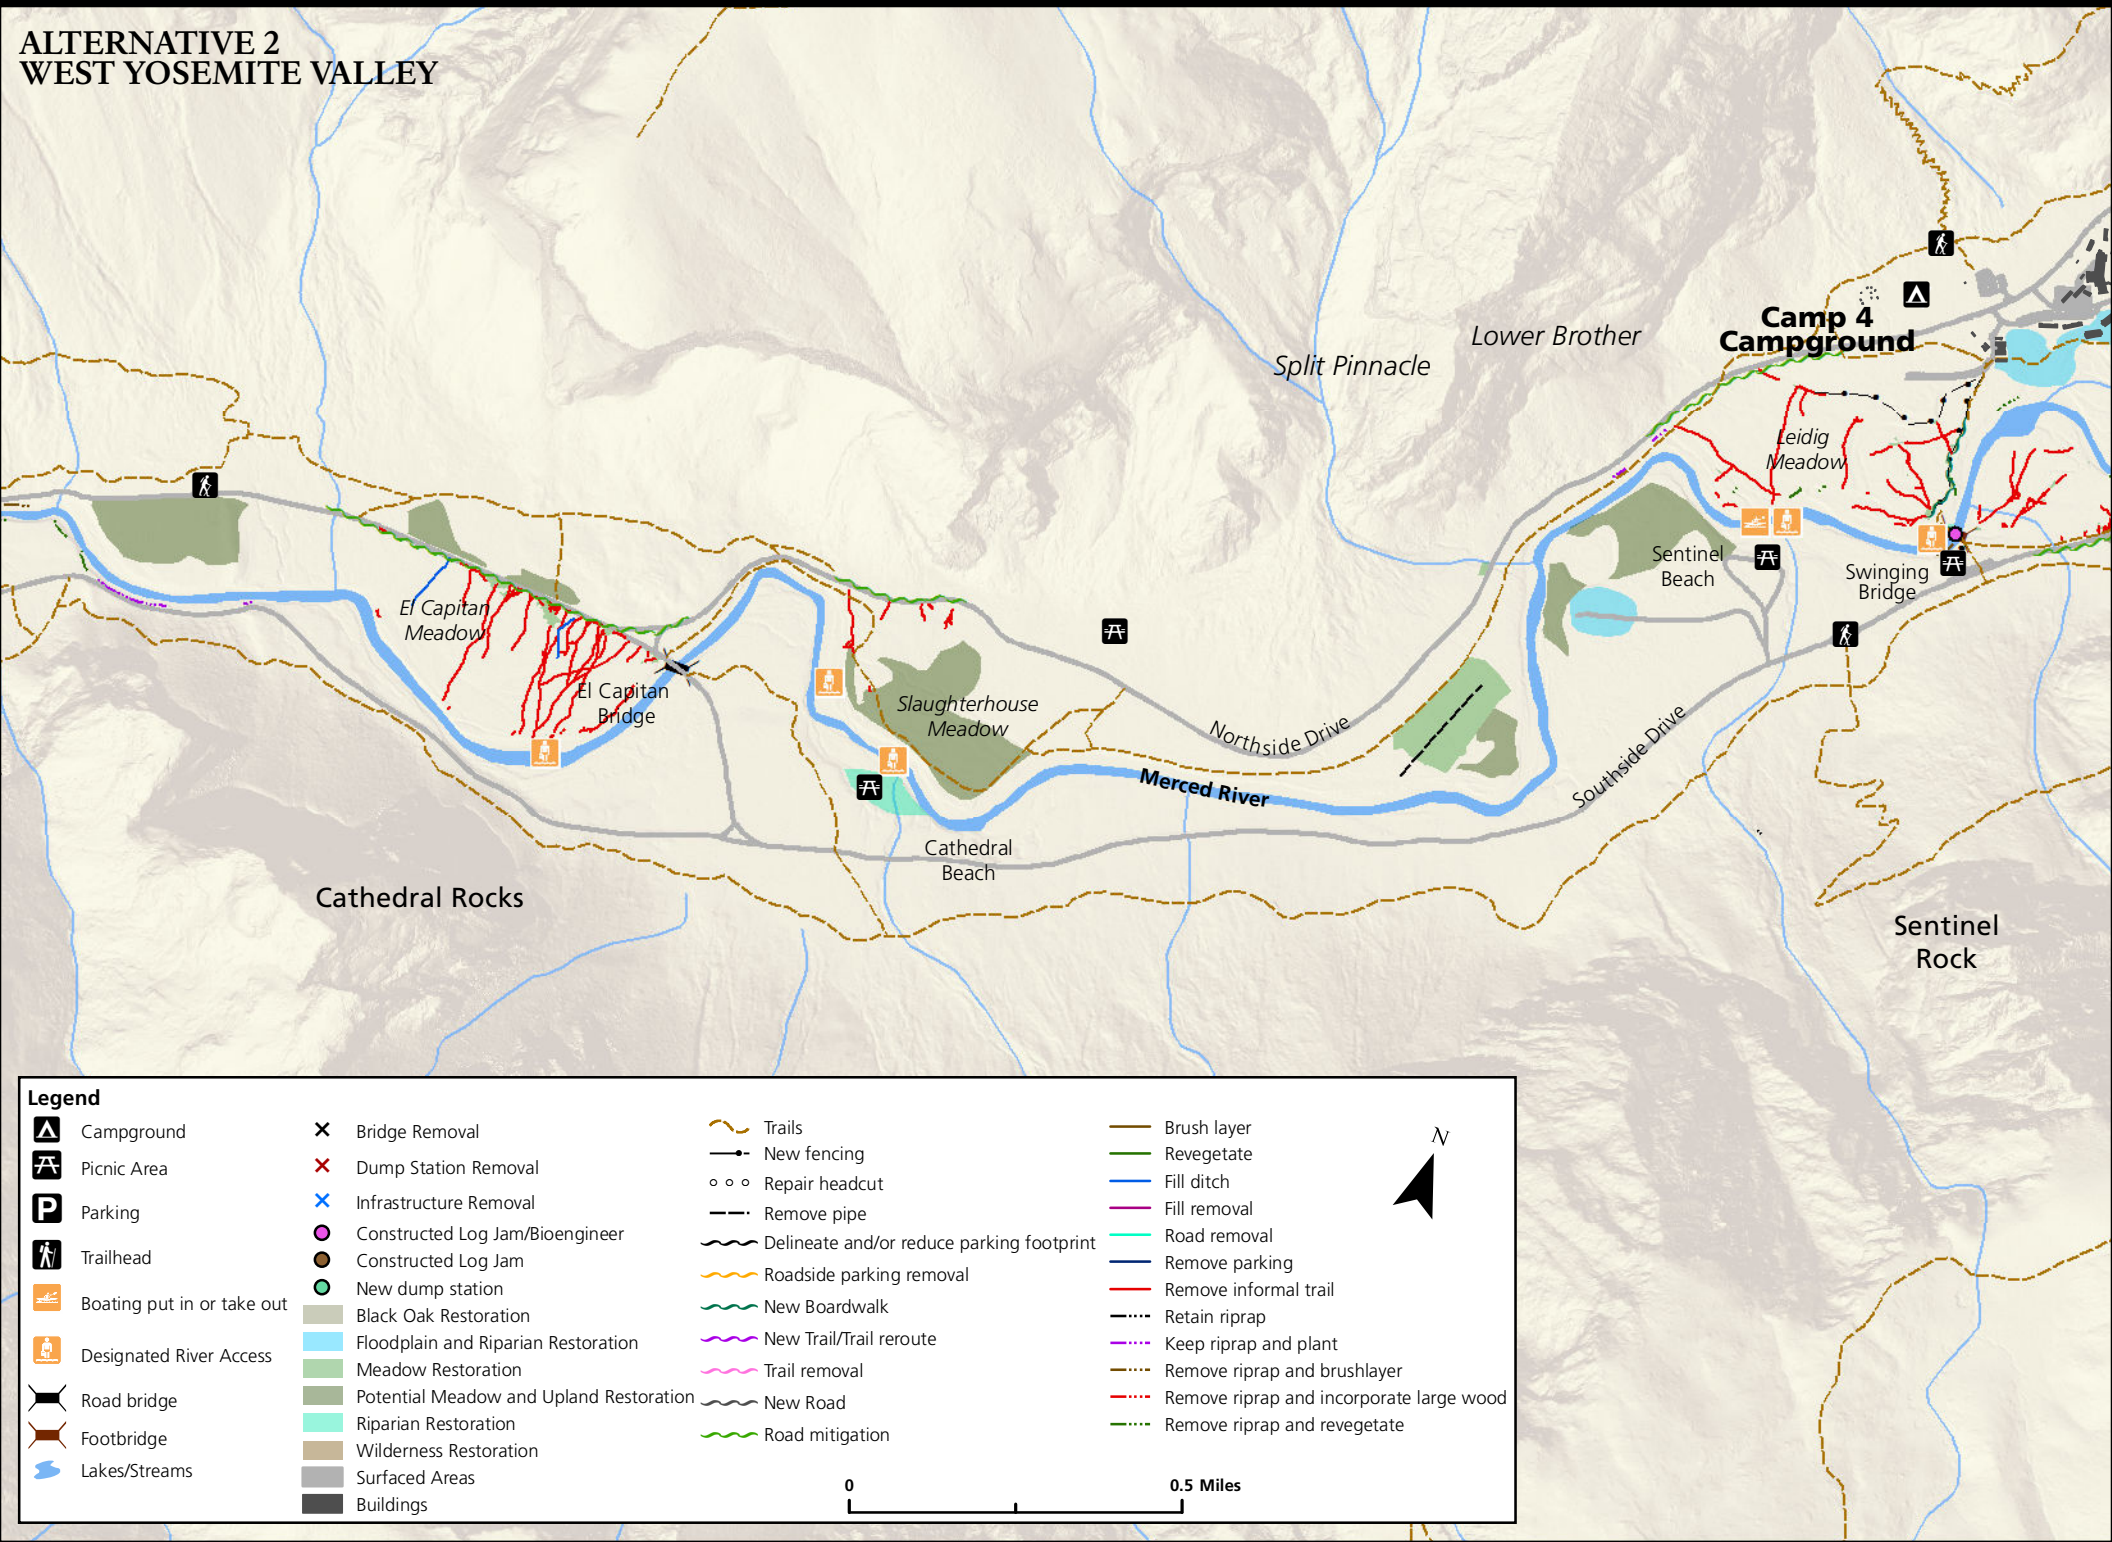 ALTERNATIVE 2
WEST YOSEMITE VALLEY
Lower Brother
Split Pinnacle
Camp 4
Campground
Leidig
Meadow
Sentinel
Beach
Swinging
Bridge
El Capitan
Meadow
El Capitan
Bridge
Slaughterhouse
Meadow
Northside Drive
Southside Drive
Merced River
Cathedral
Beach
Cathedral Rocks
Sentinel
Rock
Legend
Campground
Picnic Area
P
Parking
Trailhead
Boating put in or take out
Designated River Access
Road bridge
Footbridge
Lakes/Streams
Bridge Removal
Dump Station Removal
Infrastructure Removal
Constructed Log Jam/Bioengineer
Constructed Log Jam
New dump station
Black Oak Restoration
Floodplain and Riparian Restoration
Meadow Restoration
Potential Meadow and Upland Restoration
Riparian Restoration
Wilderness Restoration
Surfaced Areas
Buildings
Trails
New fencing
Repair headcut
Remove pipe
Delineate and/or reduce parking footprint
Roadside parking removal
New Boardwalk
New Trail/Trail reroute
Trail removal
New Road
Road mitigation
Brush layer
Revegetate
Fill ditch
Fill removal
Road removal
Remove parking
Remove informal trail
Retain riprap
Keep riprap and plant
Remove riprap and brushlayer
Remove riprap and incorporate large wood
Remove riprap and revegetate
N
0 0.5 Miles